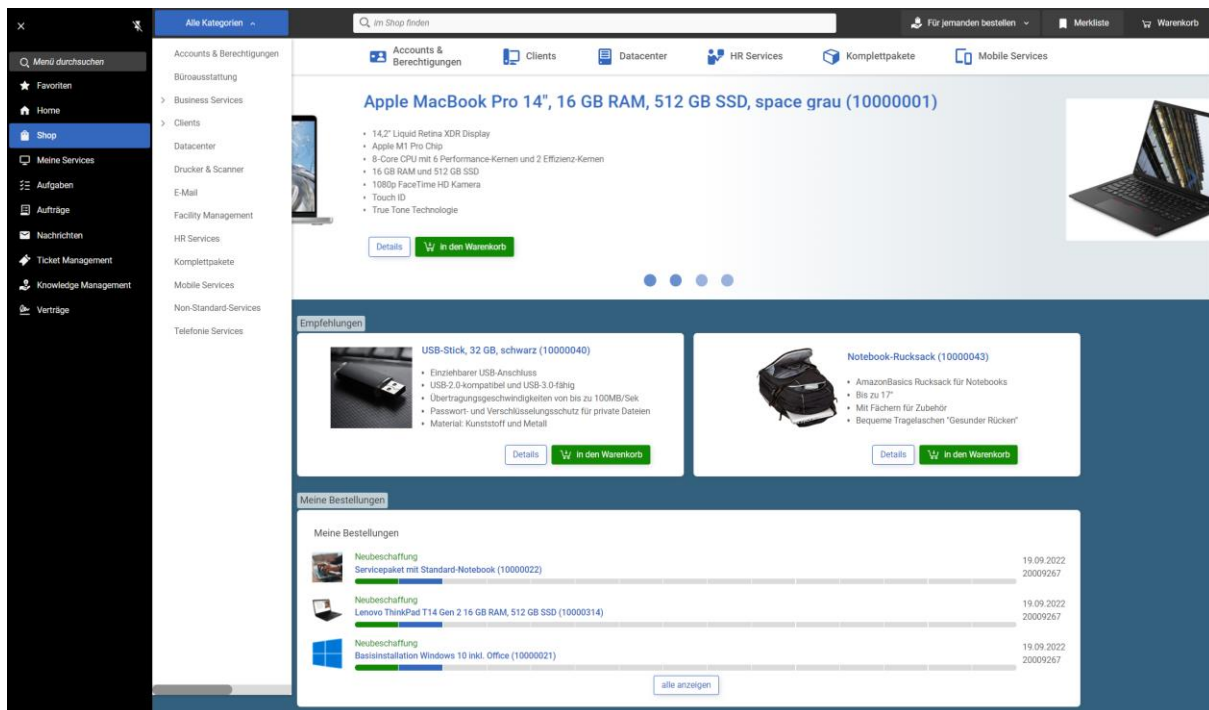 Alle Kategorien
im Shop finden
Für jemanden bestellen
Merkliste
Warenkorb
Menü durchsuchen
Favoriten
Home
Shop
Meine Services
Aufgaben
Aufträge
Nachrichten
Ticket Management
Knowledge Management
Verträge
Accounts & Berechtigungen
Büroausstattung
Business Services
Clients
Datacenter
Drucker & Scanner
E-Mail
Facility Management
HR Services
Komplettpakete
Mobile Services
Non-Standard-Services
Telefonie Services
Accounts &
Berechtigungen
Clients
Datacenter
HR Services
Komplettpakete
Mobile Services
Apple MacBook Pro 14", 16 GB RAM, 512 GB SSD, space grau (10000001)
14,2" Liquid Retina XDR Display
Apple M1 Pro Chip
8-Core CPU mit 6 Performance-Kernen und 2 Effizienz-Kernen
16 GB RAM und 512 GB SSD
1080p FaceTime HD Kamera
Touch ID
True Tone Technologie
Details
in den Warenkorb
Empfehlungen
USB-Stick, 32 GB, schwarz (10000040)
Einziehbarer USB-Anschluss
USB-2.0-kompatibel und USB-3.0-fähig
Übertragungsgeschwindigkeiten von bis zu 100MB/Sek
Passwort- und Verschlüsselungsschutz für private Dateien
Material: Kunststoff und Metall
Details
in den Warenkorb
Notebook-Rucksack (10000043)
AmazonBasics Rucksack für Notebooks
Bis zu 17"
Mit Fächern für Zubehör
Bequeme Tragelaschen "Gesunder Rücken"
Details
in den Warenkorb
Meine Bestellungen
Meine Bestellungen
Neubeschaffung
Servicepaket mit Standard-Notebook (10000022)
19.09.2022
20009267
Neubeschaffung
Lenovo ThinkPad T14 Gen 2 16 GB RAM, 512 GB SSD (10000314)
19.09.2022
20009267
Neubeschaffung
Basisinstallation Windows 10 inkl. Office (10000021)
19.09.2022
20009267
alle anzeigen